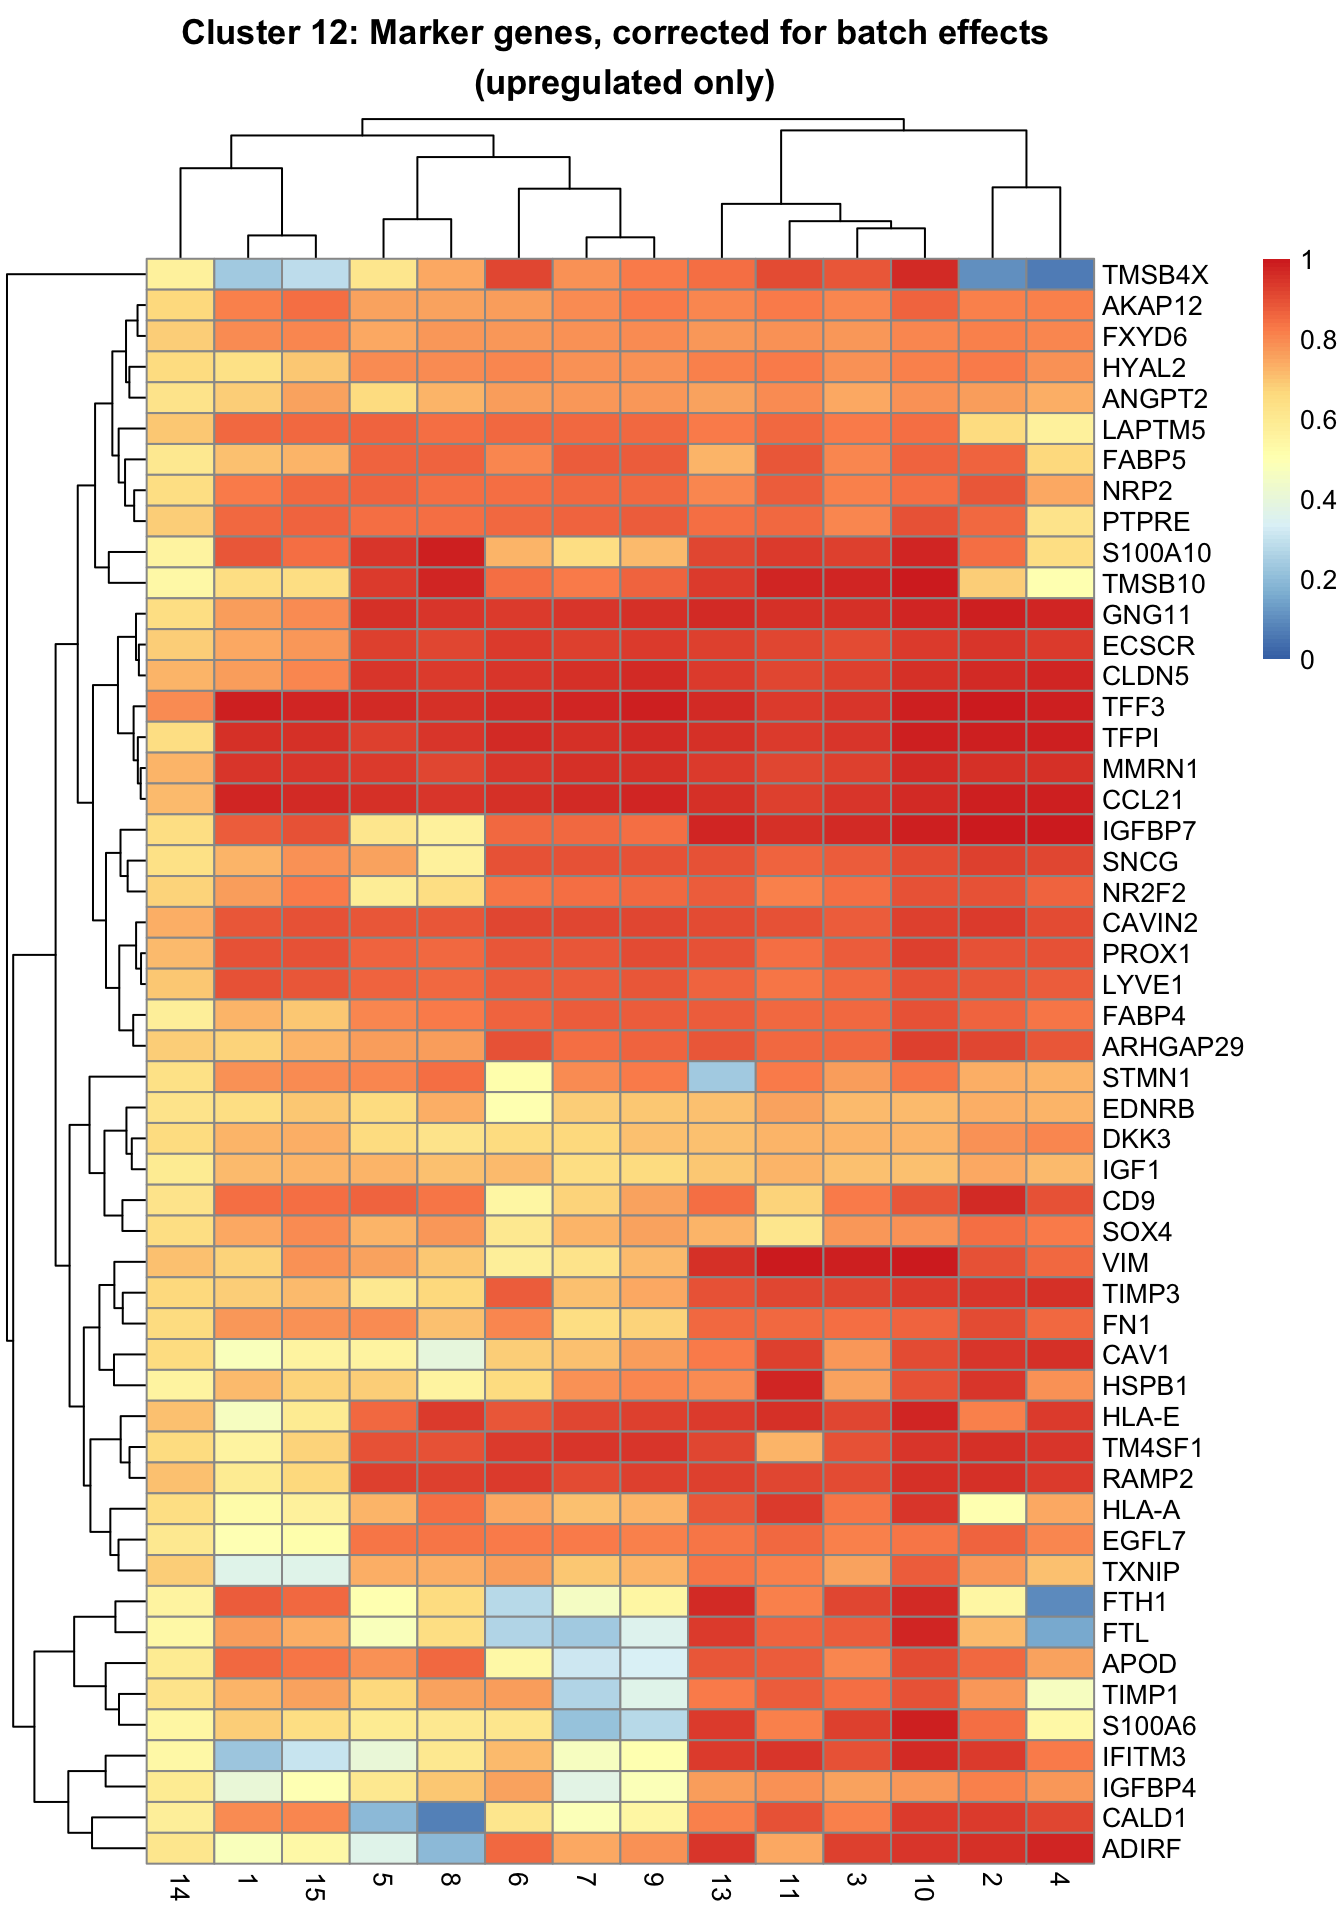 Cluster 12: Marker genes, corrected for batch effects
(upregulated only)
TMSB4X
AKAP12
FXYD6
HYAL2
ANGPT2
LAPTM5
FABP5
NRP2
PTPRE
S100A10
TMSB10
GNG11
ECSCR
CLDN5
TFF3
TFPI
MMRN1
CCL21
IGFBP7
SNCG
NR2F2
CAVIN2
PROX1
LYVE1
FABP4
ARHGAP29
STMN1
EDNRB
DKK3
IGF1
CD9
SOX4
VIM
TIMP3
FN1
CAV1
HSPB1
HLA-E
TM4SF1
RAMP2
HLA-A
EGFL7
TXNIP
FTH1
FTL
APOD
TIMP1
S100A6
IFITM3
IGFBP4
CALD1
ADIRF
14 1 15 5 8 6 7 9 13 11 3 10 2 4
1
0.8
0.6
0.4
0.2
0